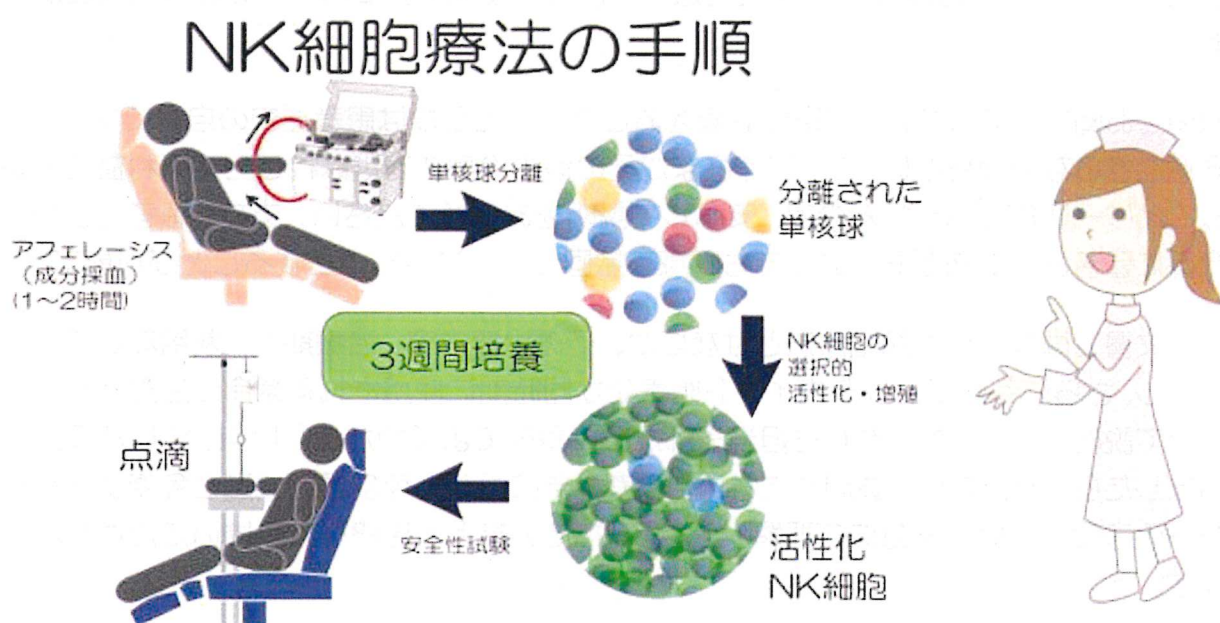 NK細胞療法の手順
単核球分離
分離された
単核球
アフェレーシス
(成分採血)
(1〜2時間)
3週間培養
NK細胞の
選択的
活性化・増殖
点滴
安全性試験
活性化
NK細胞